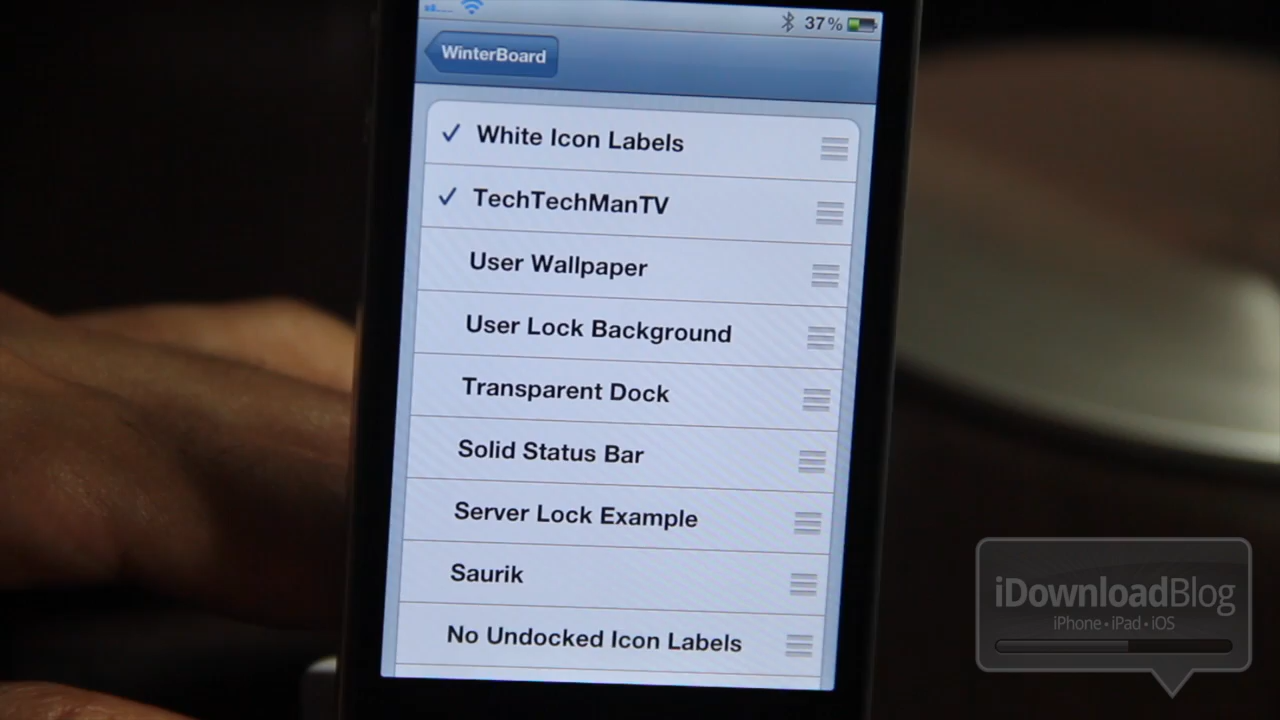 37%
WinterBoard
White Icon Labels
TechTechManTV
User Wallpaper
User Lock Background
Transparent Dock
Solid Status Bar
Server Lock Example
Saurik
No Undocked Icon Labels
iDownloadBlog
iPhone • iPad • iOS